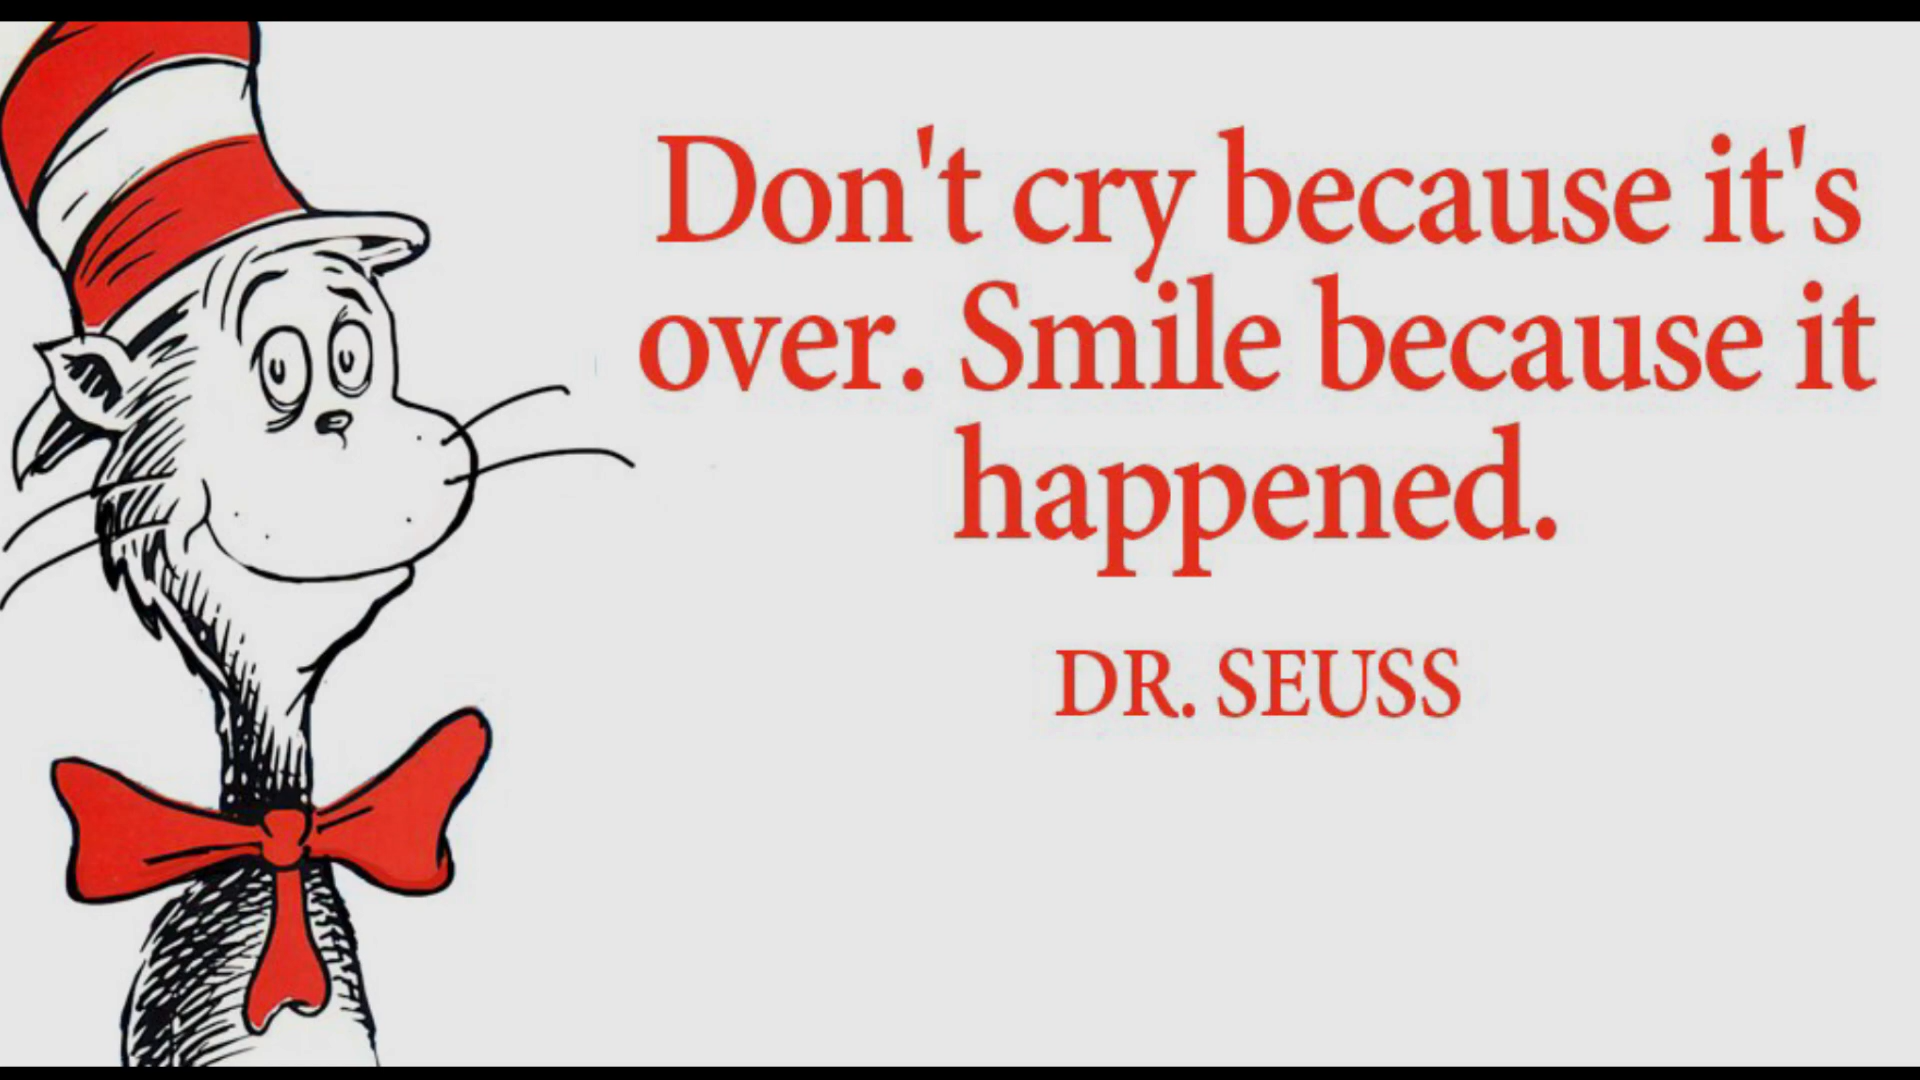 Don't cry because it's
over. Smile because it
happened.
DR. SEUSS